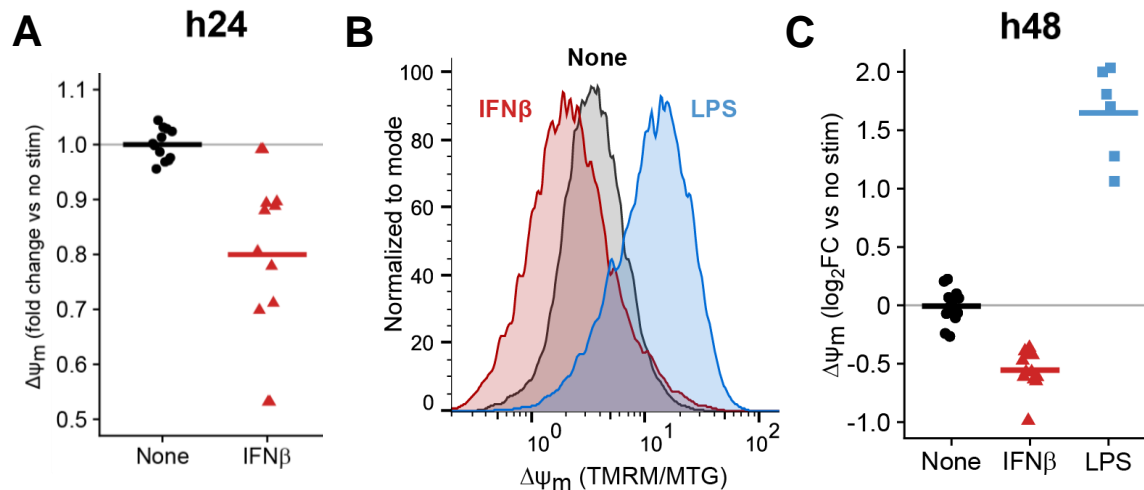 A
h24
Δψm (fold change vs no stim)
1.1
1.0
0.9
0.8
0.7
0.6
0.5
None
IFNβ
B
None
IFNβ
LPS
Normalized to mode
100
80
60
40
20
0
10^0
10^1
10^2
Δψm (TMRM/MTG)
C
h48
Δψm (log2FC vs no stim)
2.0
1.5
1.0
0.5
0
-0.5
-1.0
None
IFNβ
LPS